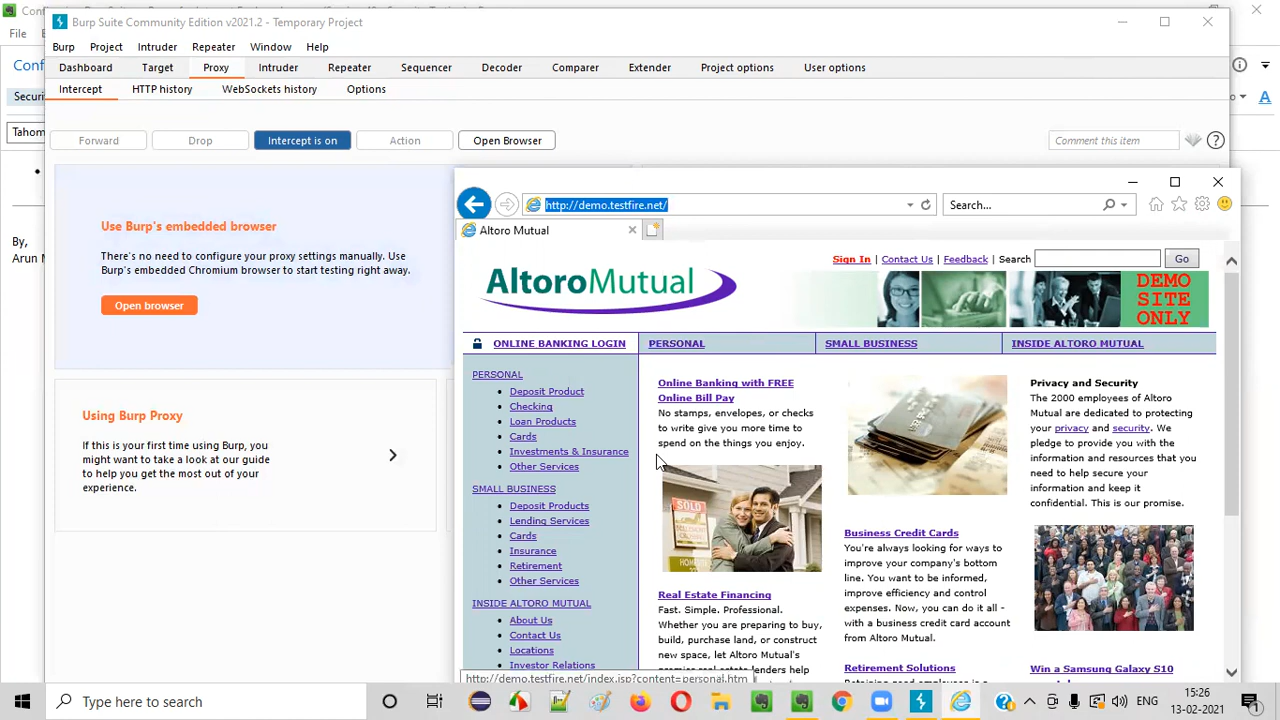 Burp Suite Community Edition v2021.2 - Temporary Project
File
Burp Project Intruder Repeater Window Help
Dashboard Target Proxy Intruder Repeater Sequencer Decoder Comparer Extender Project options User options
Intercept HTTP history WebSockets history Options
Tahom
Forward Drop Intercept is on Action Open Browser Comment this item
By,
Arun M
Use Burp's embedded browser
There's no need to configure your proxy settings manually. Use
Burp's embedded Chromium browser to start testing right away.
Open browser
Using Burp Proxy
If this is your first time using Burp, you
might want to take a look at our guide
to help you get the most out of your
experience.
http://demo.testfire.net/
Search...
Altoro Mutual
Sign In Contact Us Feedback Search Go
AltoroMutual
DEMO
SITE
ONLY
ONLINE BANKING LOGIN PERSONAL SMALL BUSINESS INSIDE ALTORO MUTUAL
PERSONAL
Deposit Product
Checking
Loan Products
Cards
Investments & Insurance
Other Services
SMALL BUSINESS
Deposit Products
Lending Services
Cards
Insurance
Retirement
Other Services
INSIDE ALTORO MUTUAL
About Us
Contact Us
Locations
Investor Relations
Online Banking with FREE
Online Bill Pay
No stamps, envelopes, or checks
to write give you more time to
spend on the things you enjoy.
SOLD
Real Estate Financing
Fast. Simple. Professional.
Whether you are preparing to buy,
build, purchase land, or construct
new space, let Altoro Mutual's
premier real estate lenders help
Business Credit Cards
You're always looking for ways to
improve your company's bottom
line. You want to be informed,
improve efficiency and control
expenses. Now, you can do it all -
with a business credit card account
from Altoro Mutual.
Retirement Solutions
Retaining good employees is a
Privacy and Security
The 2000 employees of Altoro
Mutual are dedicated to protecting
your privacy and security. We
pledge to provide you with the
information and resources that
you need to help secure your
information and keep it
confidential. This is our promise.
Win a Samsung Galaxy S10
http://demo.testfire.net/index.jsp?content=personal.htm
Type here to search
ENG
15:26
13-02-2021